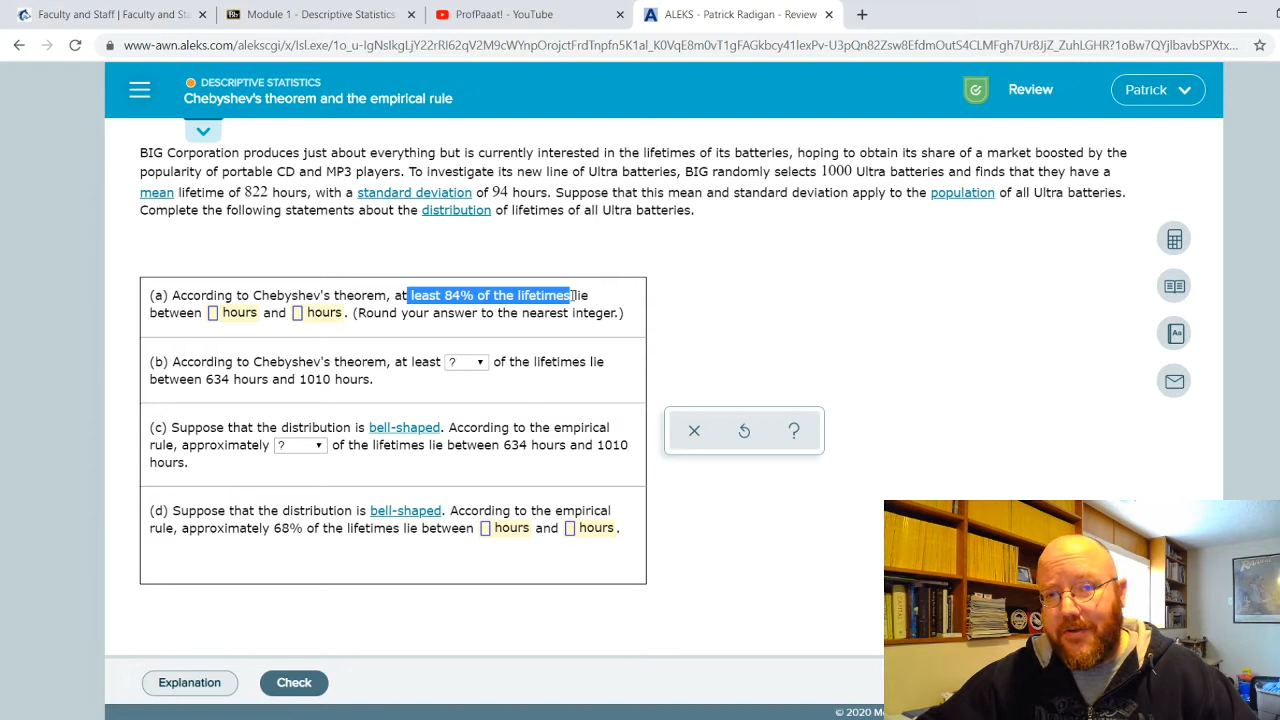 Faculty and Staff | Faculty and Sta
Module 1 - Descriptive Statistics
ProfPaaat! - YouTube
ALEKS - Patrick Radigan - Review
DESCRIPTIVE STATISTICS
Chebyshev's theorem and the empirical rule
Review
Patrick
BIG Corporation produces just about everything but is currently interested in the lifetimes of its batteries, hoping to obtain its share of a market boosted by the
popularity of portable CD and MP3 players. To investigate its new line of Ultra batteries, BIG randomly selects 1000 Ultra batteries and finds that they have a
mean lifetime of 822 hours, with a standard deviation of 94 hours. Suppose that this mean and standard deviation apply to the population of all Ultra batteries.
Complete the following statements about the distribution of lifetimes of all Ultra batteries.
(a) According to Chebyshev's theorem, at least 84% of the lifetimes lie
between hours and hours. (Round your answer to the nearest integer.)
(b) According to Chebyshev's theorem, at least ? of the lifetimes lie
between 634 hours and 1010 hours.
(c) Suppose that the distribution is bell-shaped. According to the empirical
rule, approximately ? of the lifetimes lie between 634 hours and 1010
hours.
(d) Suppose that the distribution is bell-shaped. According to the empirical
rule, approximately 68% of the lifetimes lie between hours and hours.
?
Aa
Explanation
Check
© 2020